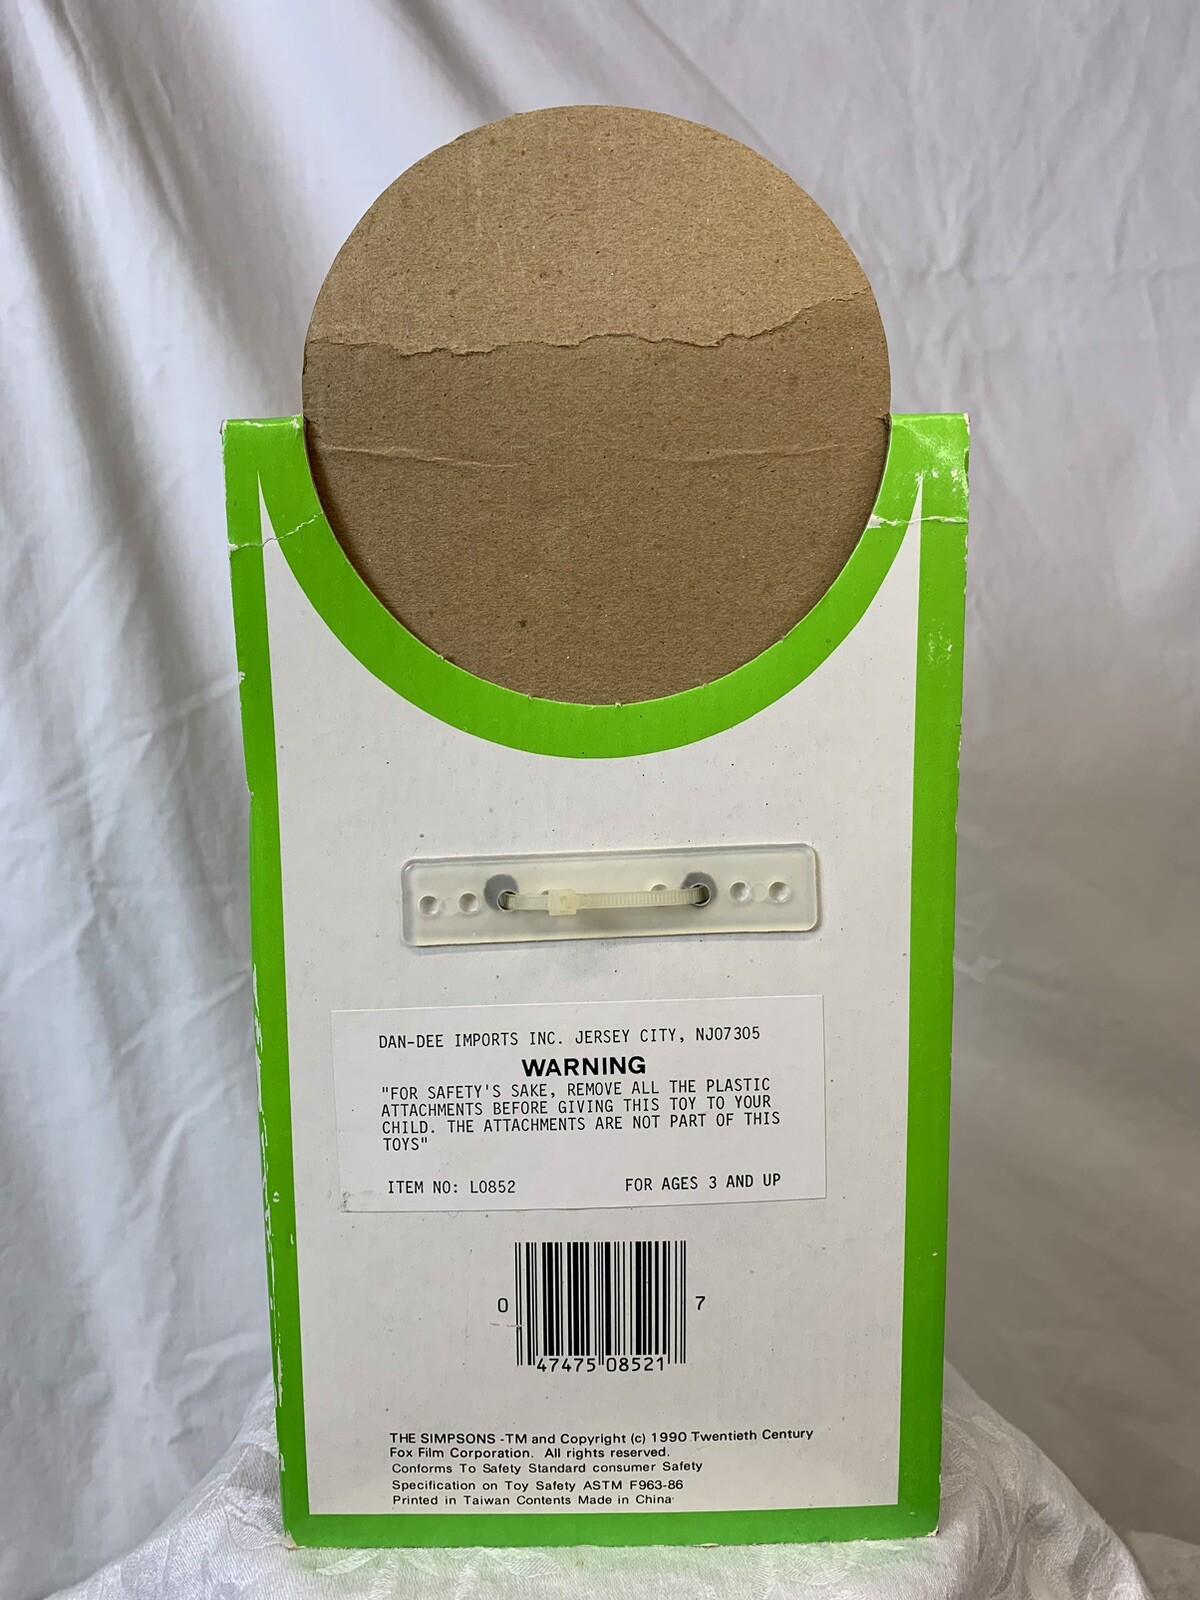 DAN-DEE IMPORTS INC. JERSEY CITY, NJ07305
WARNING
"FOR SAFETY'S SAKE, REMOVE ALL THE PLASTIC
ATTACHMENTS BEFORE GIVING THIS TOY TO YOUR
CHILD. THE ATTACHMENTS ARE NOT PART OF THIS
TOYS"
ITEM NO: L0852 FOR AGES 3 AND UP
0 47475 08521 7
THE SIMPSONS -TM and Copyright (c) 1990 Twentieth Century
Fox Film Corporation. All rights reserved.
Conforms To Safety Standard consumer Safety
Specification on Toy Safety ASTM F963-86
Printed in Taiwan Contents Made in China